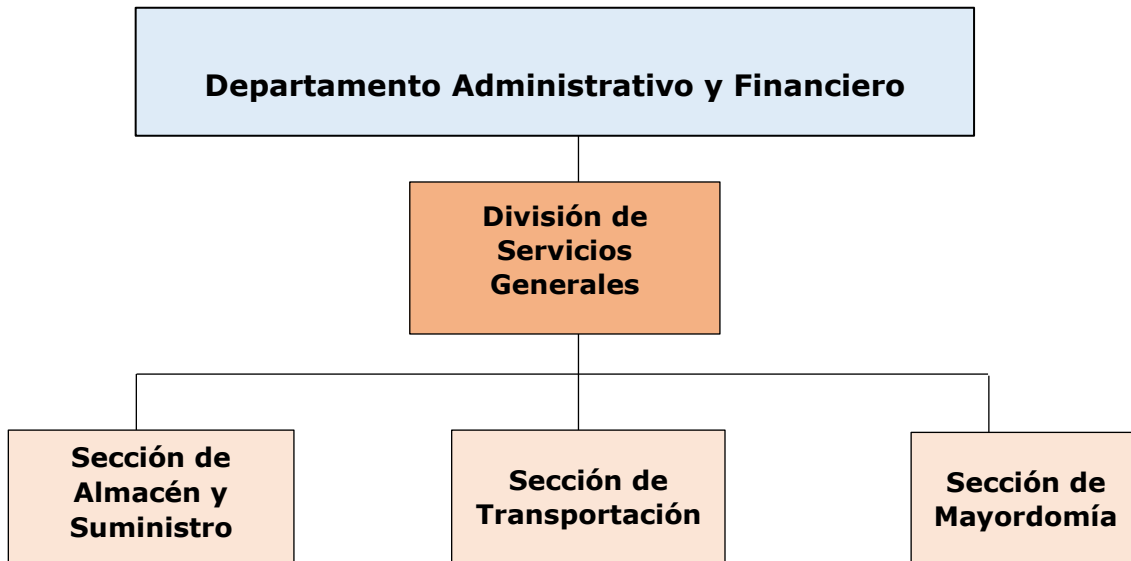 Departamento Administrativo y Financiero
División de
Servicios
Generales
Sección de
Almacén y
Suministro
Sección de
Transportación
Sección de
Mayordomía